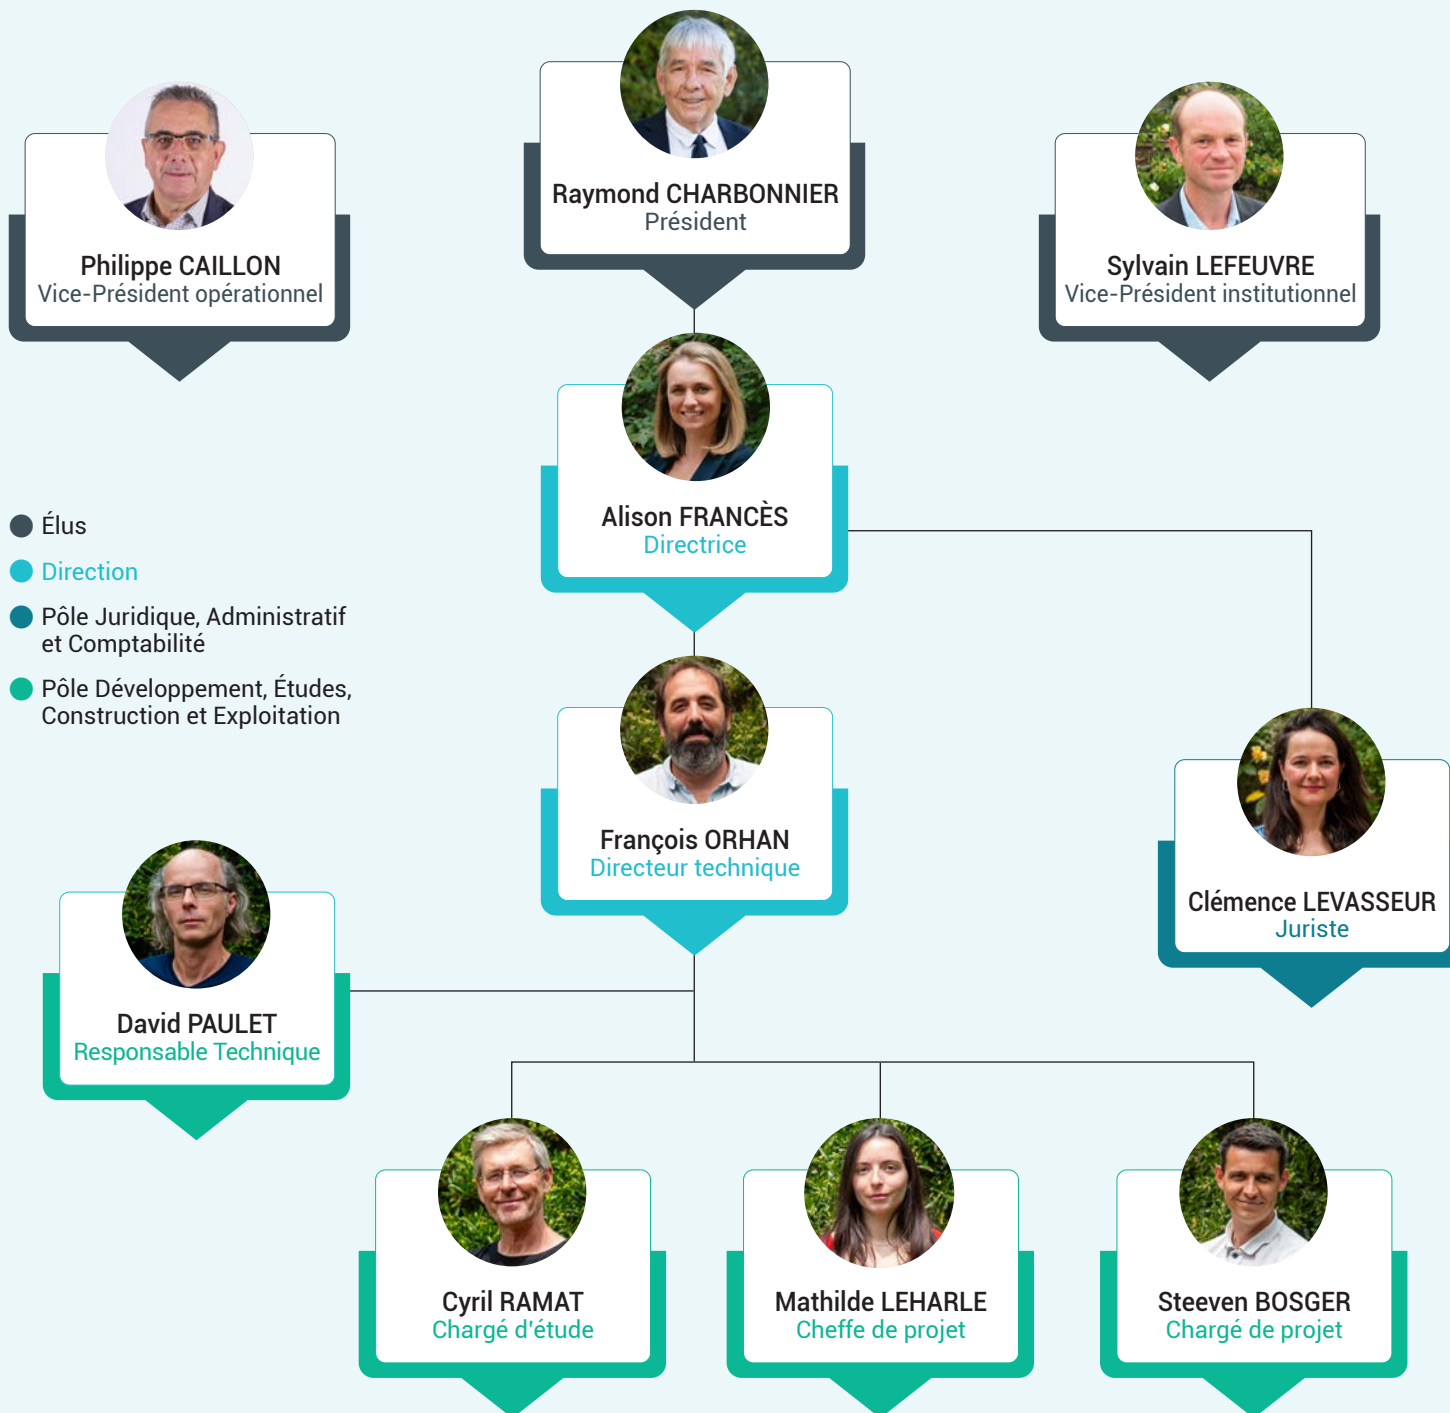 Raymond CHARBONNIER
Président
Philippe CAILLON
Vice-Président opérationnel
Sylvain LEFEUVRE
Vice-Président institutionnel
Alison FRANCÈS
Directrice
Élus
Direction
Pôle Juridique, Administratif
et Comptabilité
Pôle Développement, Études,
Construction et Exploitation
François ORHAN
Directeur technique
Clémence LEVASSEUR
Juriste
David PAULET
Responsable Technique
Cyril RAMAT
Chargé d'étude
Mathilde LEHARLE
Cheffe de projet
Steeven BOSGER
Chargé de projet